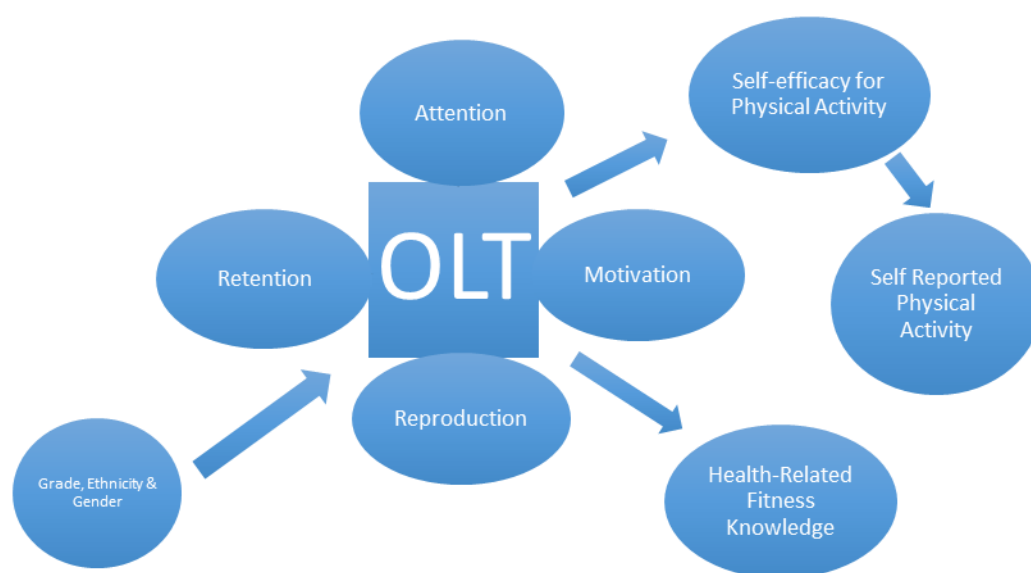 Attention
Self-efficacy for
Physical Activity
OLT
Retention
Motivation
Self Reported
Physical
Activity
Reproduction
Grade, Ethnicity &
Gender
Health-Related
Fitness
Knowledge